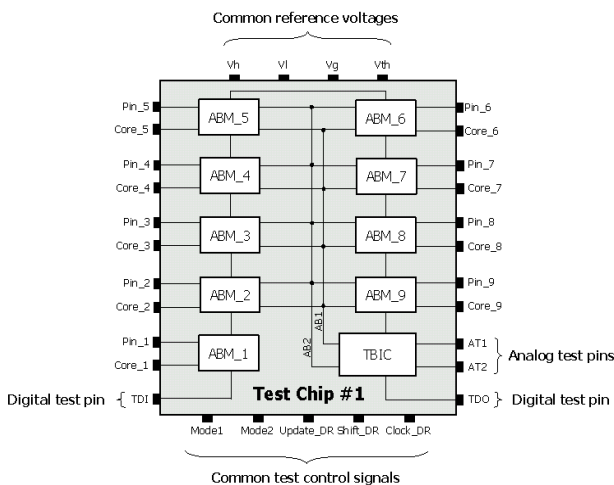 Common reference voltages
Vh Vl Vg Vth
Pin_5 ABM_5 ABM_6 Pin_6
Core_5 Core_6
Pin_4 ABM_4 ABM_7 Pin_7
Core_4 Core_7
Pin_3 ABM_3 ABM_8 Pin_8
Core_3 Core_8
Pin_2 ABM_2 ABM_9 Pin_9
Core_2 Core_9
AB1
AB2
Pin_1 ABM_1 TBIC AT1
Core_1 AT2
Analog test pins
Digital test pin TDI Test Chip #1 TDO Digital test pin
Mode1 Mode2 Update_DR Shift_DR Clock_DR
Common test control signals